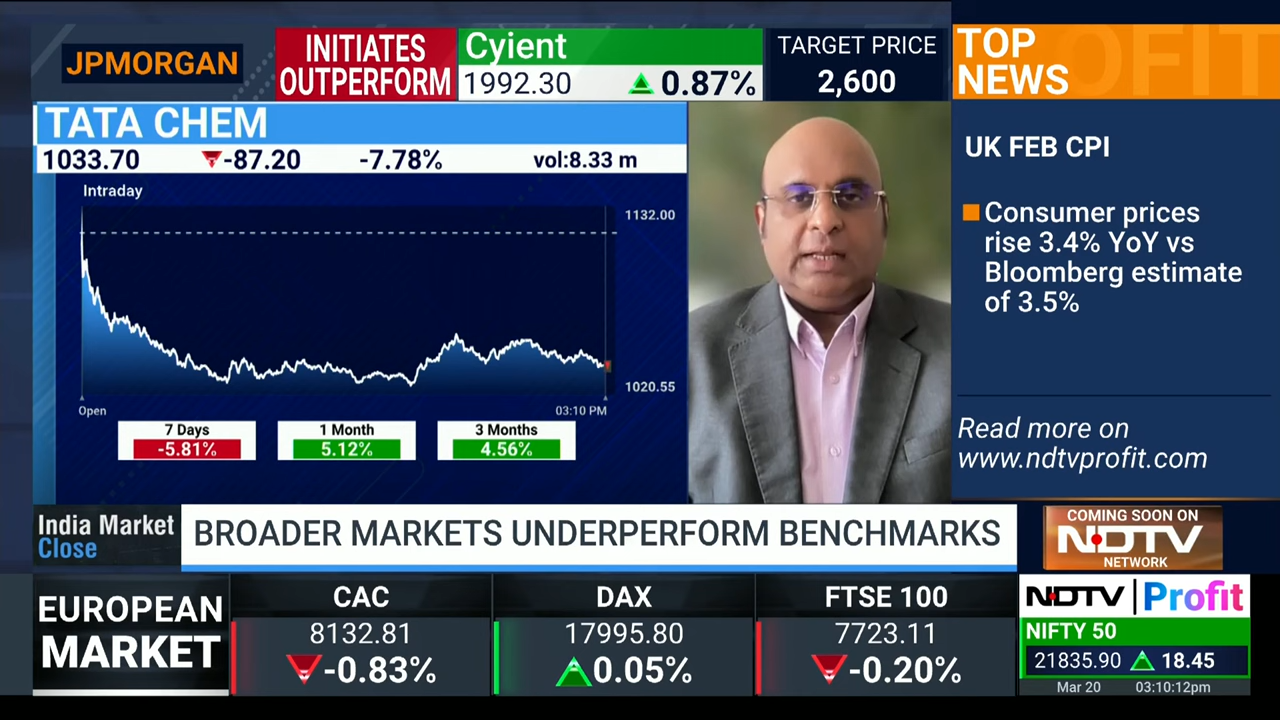 JPMORGAN
INITIATES
OUTPERFORM
Cyient
1992.30 0.87%
TARGET PRICE
2,600
TOP
NEWS
OFIT
TATA CHEM
1033.70 -87.20 -7.78% vol:8.33 m
Intraday
1132.00
1020.55
Open 03:10 PM
7 Days
-5.81%
1 Month
5.12%
3 Months
4.56%
UK FEB CPI
Consumer prices
rise 3.4% YoY vs
Bloomberg estimate
of 3.5%
Read more on
www.ndtvprofit.com
India Market
Close
BROADER MARKETS UNDERPERFORM BENCHMARKS
COMING SOON ON
NDTV
NETWORK
EUROPEAN
MARKET
CAC
8132.81
-0.83%
DAX
17995.80
0.05%
FTSE 100
7723.11
-0.20%
NDTV Profit
NIFTY 50
21835.90 18.45
Mar 20 03:10:12pm